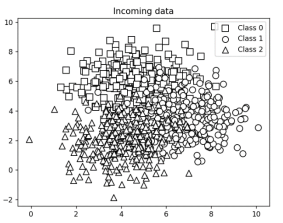 Incoming data
10
8
6
4
2
0
−2
Class 0
Class 1
Class 2
0 2 4 6 8 10